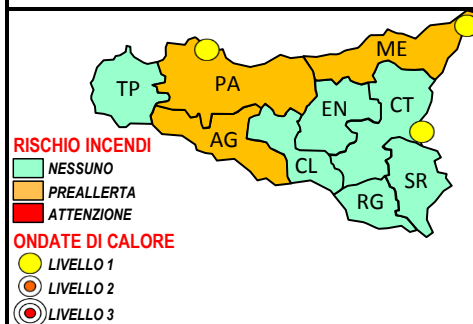 ME
TP
PA
EN
CT
AG
CL
SR
RG
RISCHIO INCENDI
NESSUNO
PREALLERTA
ATTENZIONE
ONDATE DI CALORE
LIVELLO 1
LIVELLO 2
LIVELLO 3